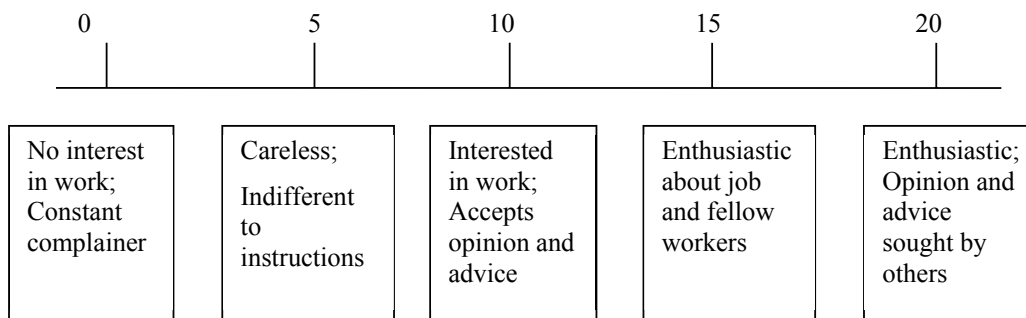 0 5 10 15 20
No interest
in work;
Constant
complainer
Careless;
Indifferent
to
instructions
Interested
in work;
Accepts
opinion and
advice
Enthusiastic
about job
and fellow
workers
Enthusiastic;
Opinion and
advice
sought by
others